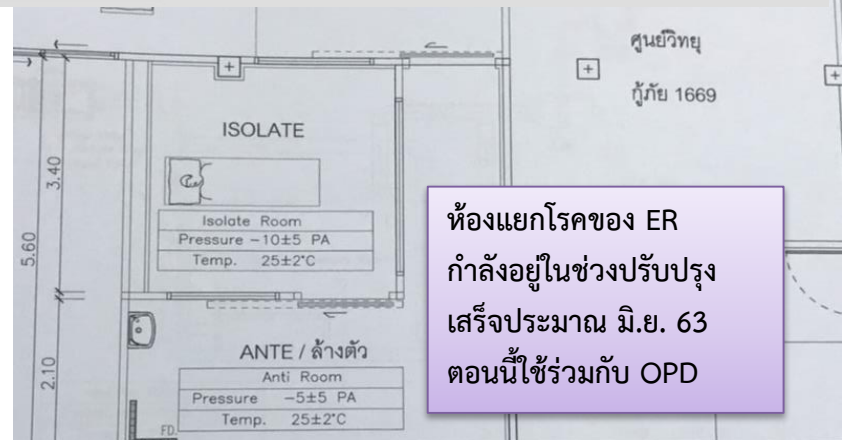 ศูนย์วิทยุ
กู้ภัย 1669
ISOLATE
3.40
5.60
Isolate Room
Pressure -10±5 PA
Temp. 25±2°C
ห้องแยกโรคของ ER
กำลังอยู่ในช่วงปรับปรุง
เสร็จประมาณ มิ.ย. 63
ตอนนี้ใช้ร่วมกับ OPD
ANTE / ล้างตัว
2.10
Anti Room
Pressure -5±5 PA
Temp. 25±2°C
FD.